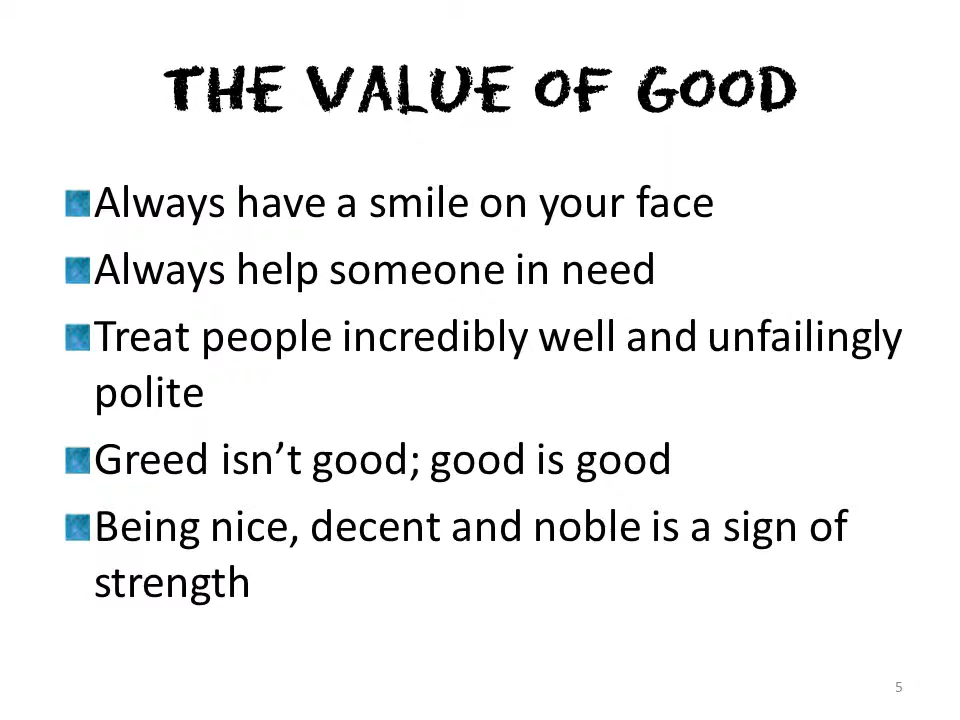 THE VALUE OF GOOD
Always have a smile on your face
Always help someone in need
Treat people incredibly well and unfailingly
polite
Greed isn’t good; good is good
Being nice, decent and noble is a sign of
strength
5